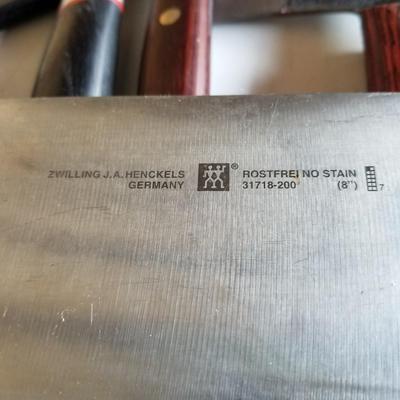 ZWILLING J.A. HENCKELS
GERMANY
®
ROSTFREI NO STAIN
31718-200 (8")
7